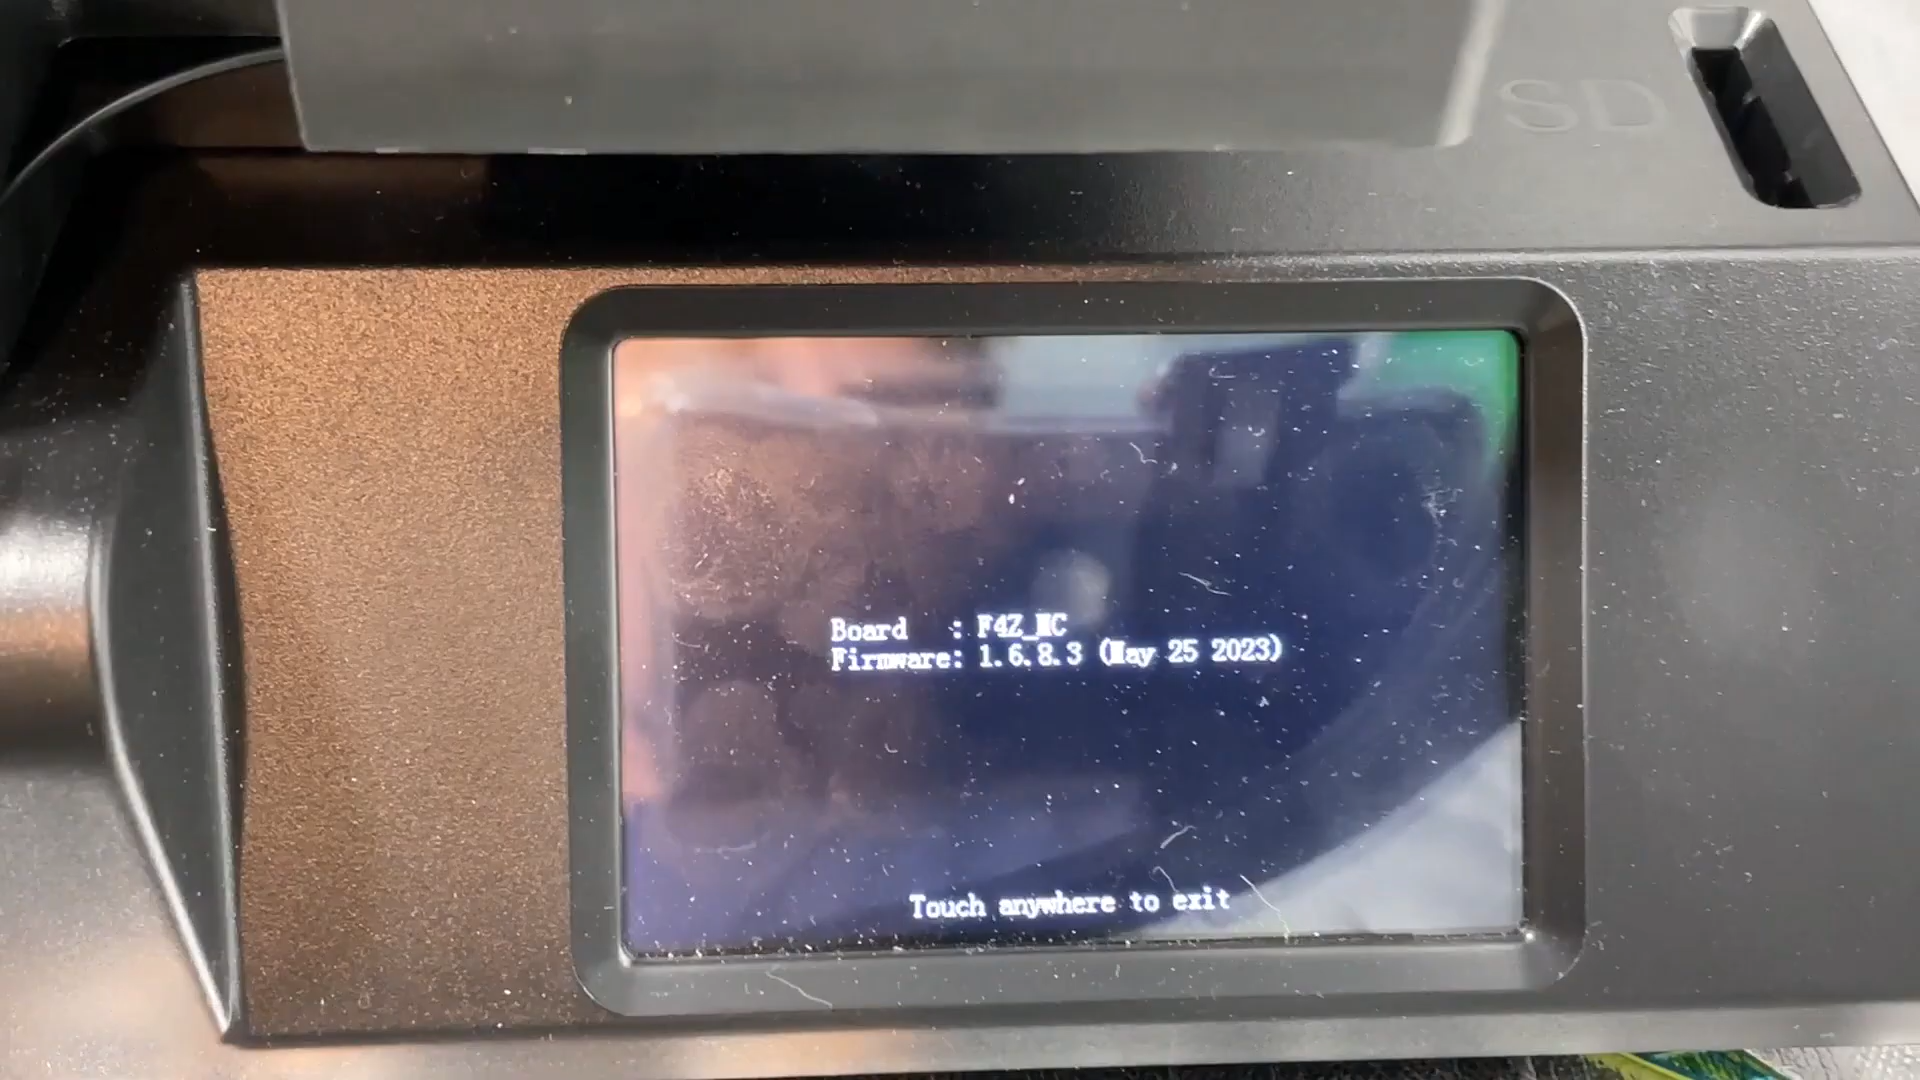 SD
Board : F4Z_MC
Firmware: 1.6.8.3 (May 25 2023)
Touch anywhere to exit